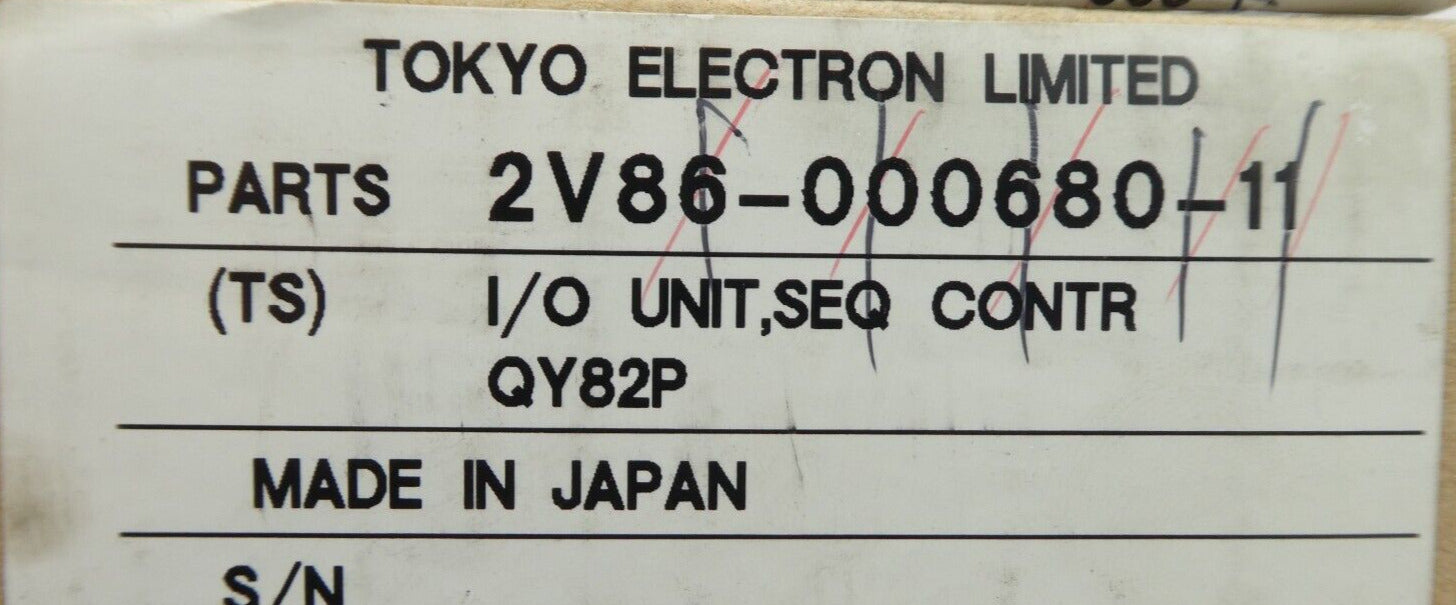 TOKYO ELECTRON LIMITED
PARTS 2V86-000680-11
(TS) I/O UNIT,SEQ CONTR
QY82P
MADE IN JAPAN
S/N